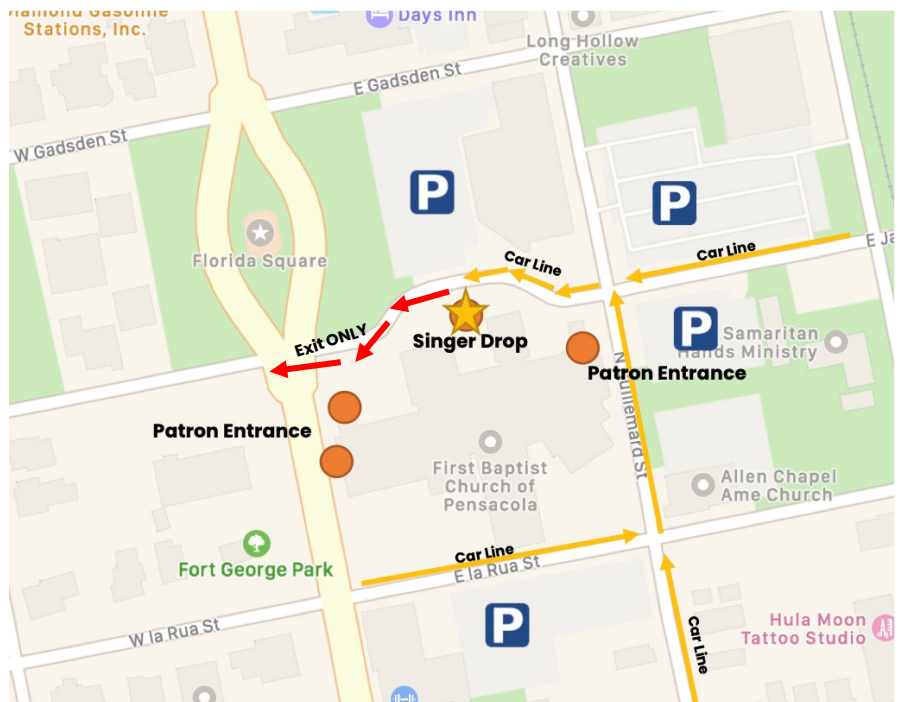 Diamond Gasoline
Stations, Inc.
Days Inn
Long Hollow
Creatives
E Gadsden St
W Gadsden St
P
P
Florida Square
Car Line
Car Line
E Ja
Exit ONLY
Singer Drop
P
Samaritan
Hands Ministry
Patron Entrance
Patron Entrance
N Guillemard St
First Baptist
Church of
Pensacola
Allen Chapel
Ame Church
Car Line
E la Rua St
Fort George Park
W la Rua St
P
Car Line
Hula Moon
Tattoo Studio